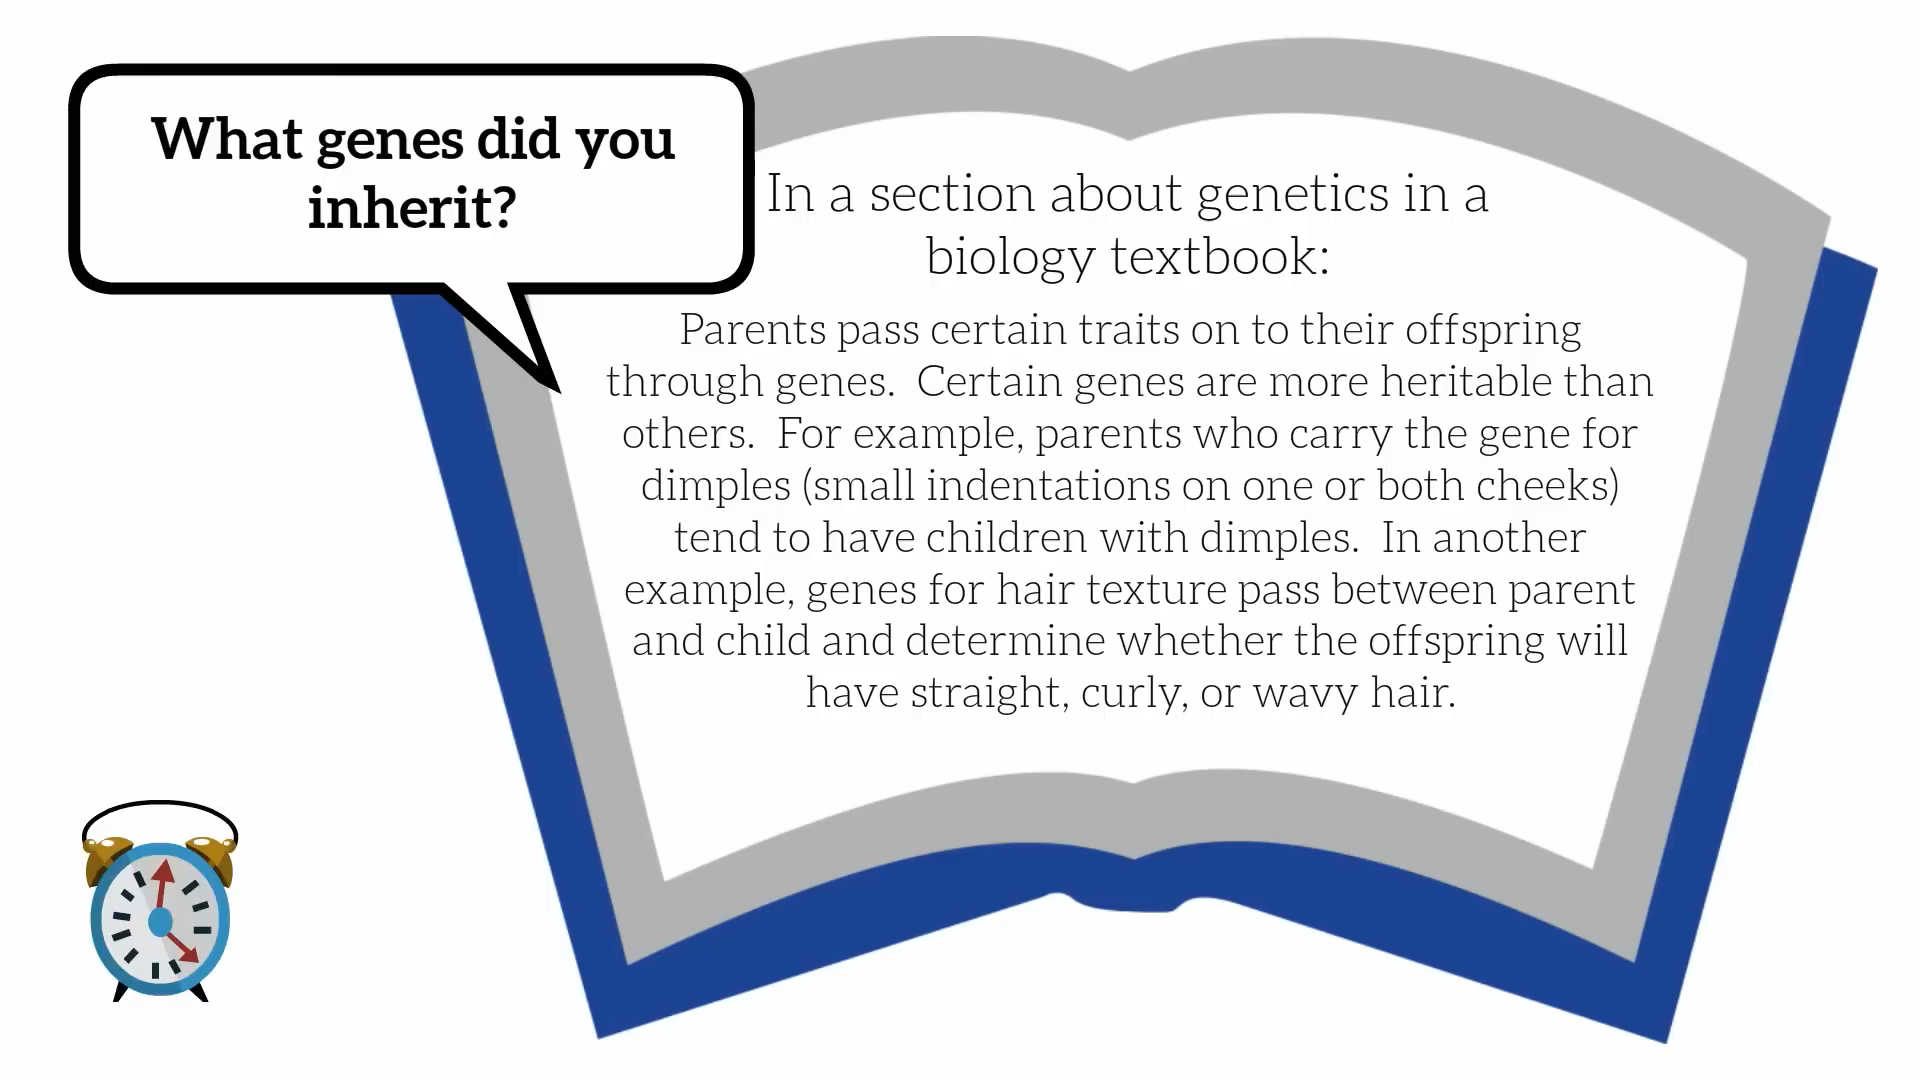 What genes did you
inherit?
In a section about genetics in a
biology textbook:
Parents pass certain traits on to their offspring
through genes.  Certain genes are more heritable than
others.  For example, parents who carry the gene for
dimples (small indentations on one or both cheeks)
tend to have children with dimples.  In another
example, genes for hair texture pass between parent
and child and determine whether the offspring will
have straight, curly, or wavy hair.